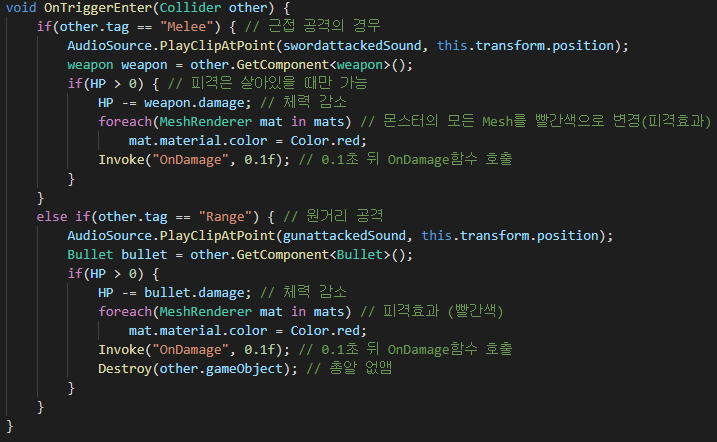 void OnTriggerEnter(Collider other) {
    if(other.tag == "Melee") { // 근접 공격의 경우
        AudioSource.PlayClipAtPoint(swordattackedSound, this.transform.position);
        weapon weapon = other.GetComponent<weapon>();
        if(HP > 0) { // 피격은 살아있을 때만 가능
            HP -= weapon.damage; // 체력 감소
            foreach(MeshRenderer mat in mats) // 몬스터의 모든 Mesh를 빨간색으로 변경(피격효과)
                mat.material.color = Color.red;
            Invoke("OnDamage", 0.1f); // 0.1초 뒤 OnDamage함수 호출
        }
    }
    else if(other.tag == "Range") { // 원거리 공격
        AudioSource.PlayClipAtPoint(gunattackedSound, this.transform.position);
        Bullet bullet = other.GetComponent<Bullet>();
        if(HP > 0) {
            HP -= bullet.damage; // 체력 감소
            foreach(MeshRenderer mat in mats) // 피격효과 (빨간색)
                mat.material.color = Color.red;
            Invoke("OnDamage", 0.1f); // 0.1초 뒤 OnDamage함수 호출
            Destroy(other.gameObject); // 총알 없앰
        }
    }
}